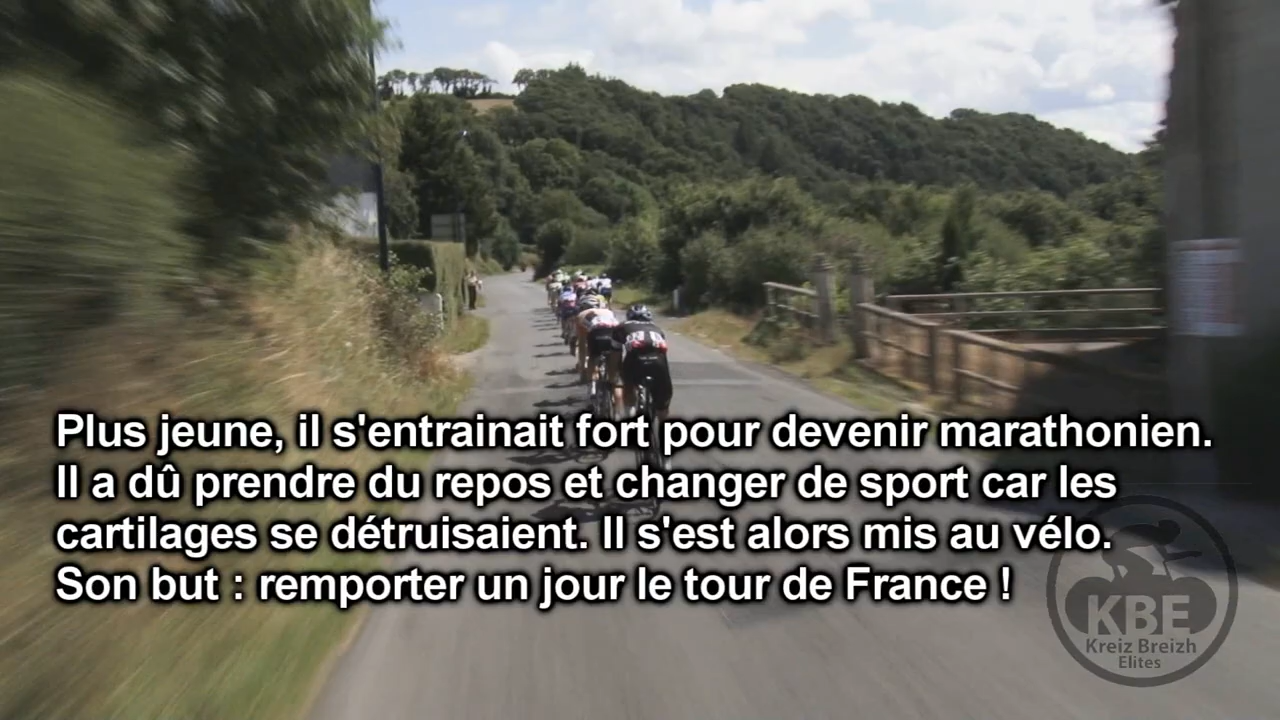 Plus jeune, il s'entrainait fort pour devenir marathonien.
Il a dû prendre du repos et changer de sport car les
cartilages se détruisaient. Il s'est alors mis au vélo.
Son but : remporter un jour le tour de France !
KBE
Kreiz Breizh
Elites